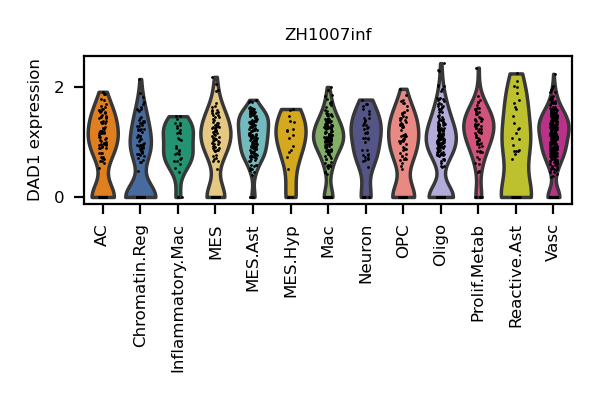 ZH1007inf
DAD1 expression
2
0
AC
Chromatin.Reg
Inflammatory.Mac
MES
MES.Ast
MES.Hyp
Mac
Neuron
OPC
Oligo
Prolif.Metab
Reactive.Ast
Vasc